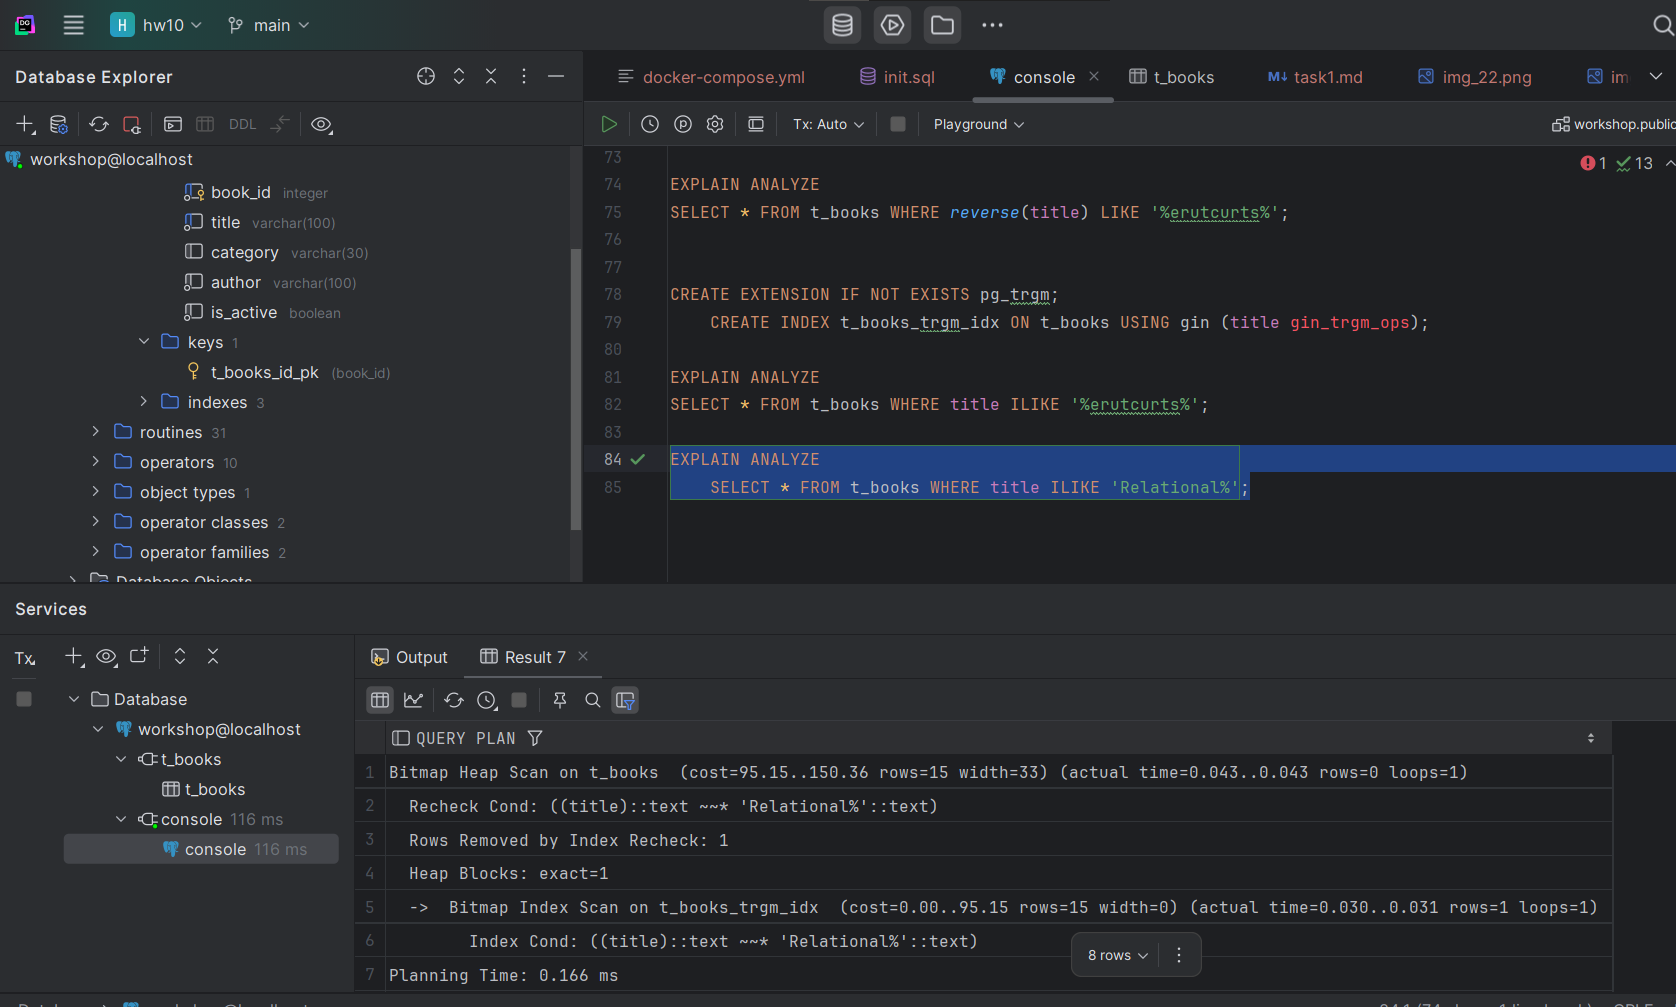 H hw10 main
Database Explorer
docker-compose.yml init.sql console t_books M↓ task1.md img_22.png im
DDL
Tx: Auto Playground workshop.public
workshop@localhost
book_id integer
title varchar(100)
category varchar(30)
author varchar(100)
is_active boolean
keys 1
t_books_id_pk (book_id)
indexes 3
routines 31
operators 10
object types 1
operator classes 2
operator families 2
Database Objects
1 13
73
74 EXPLAIN ANALYZE
75 SELECT * FROM t_books WHERE reverse(title) LIKE '%erutcurts%';
76
77
78 CREATE EXTENSION IF NOT EXISTS pg_trgm;
79 CREATE INDEX t_books_trgm_idx ON t_books USING gin (title gin_trgm_ops);
80
81 EXPLAIN ANALYZE
82 SELECT * FROM t_books WHERE title ILIKE '%erutcurts%';
83
84 EXPLAIN ANALYZE
85 SELECT * FROM t_books WHERE title ILIKE 'Relational%';
Services
Tx
Database
workshop@localhost
t_books
t_books
console 116 ms
console 116 ms
Output Result 7
QUERY PLAN
1 Bitmap Heap Scan on t_books (cost=95.15..150.36 rows=15 width=33) (actual time=0.043..0.043 rows=0 loops=1)
2 Recheck Cond: ((title)::text ~~* 'Relational%'::text)
3 Rows Removed by Index Recheck: 1
4 Heap Blocks: exact=1
5 -> Bitmap Index Scan on t_books_trgm_idx (cost=0.00..95.15 rows=15 width=0) (actual time=0.030..0.031 rows=1 loops=1)
6 Index Cond: ((title)::text ~~* 'Relational%'::text)
7 Planning Time: 0.166 ms
8 rows